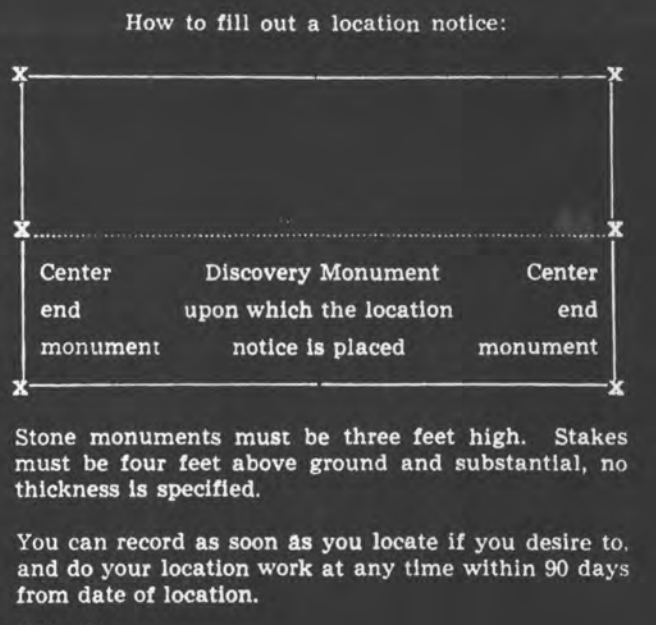 How to fill out a location notice:
X X
X X
Center Discovery Monument Center
end upon which the location end
monument notice is placed monument
X X
Stone monuments must be three feet high. Stakes
must be four feet above ground and substantial, no
thickness is specified.
You can record as soon as you locate if you desire to,
and do your location work at any time within 90 days
from date of location.